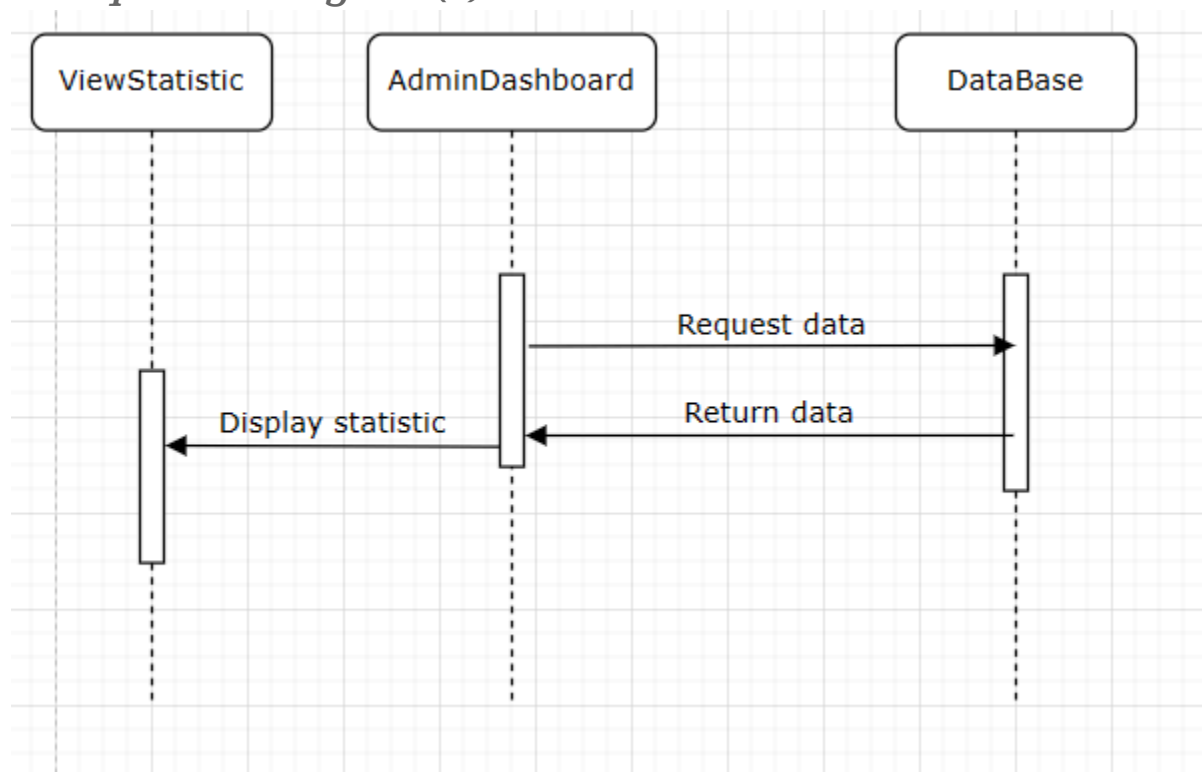 ViewStatistic
AdminDashboard
DataBase
Request data
Return data
Display statistic